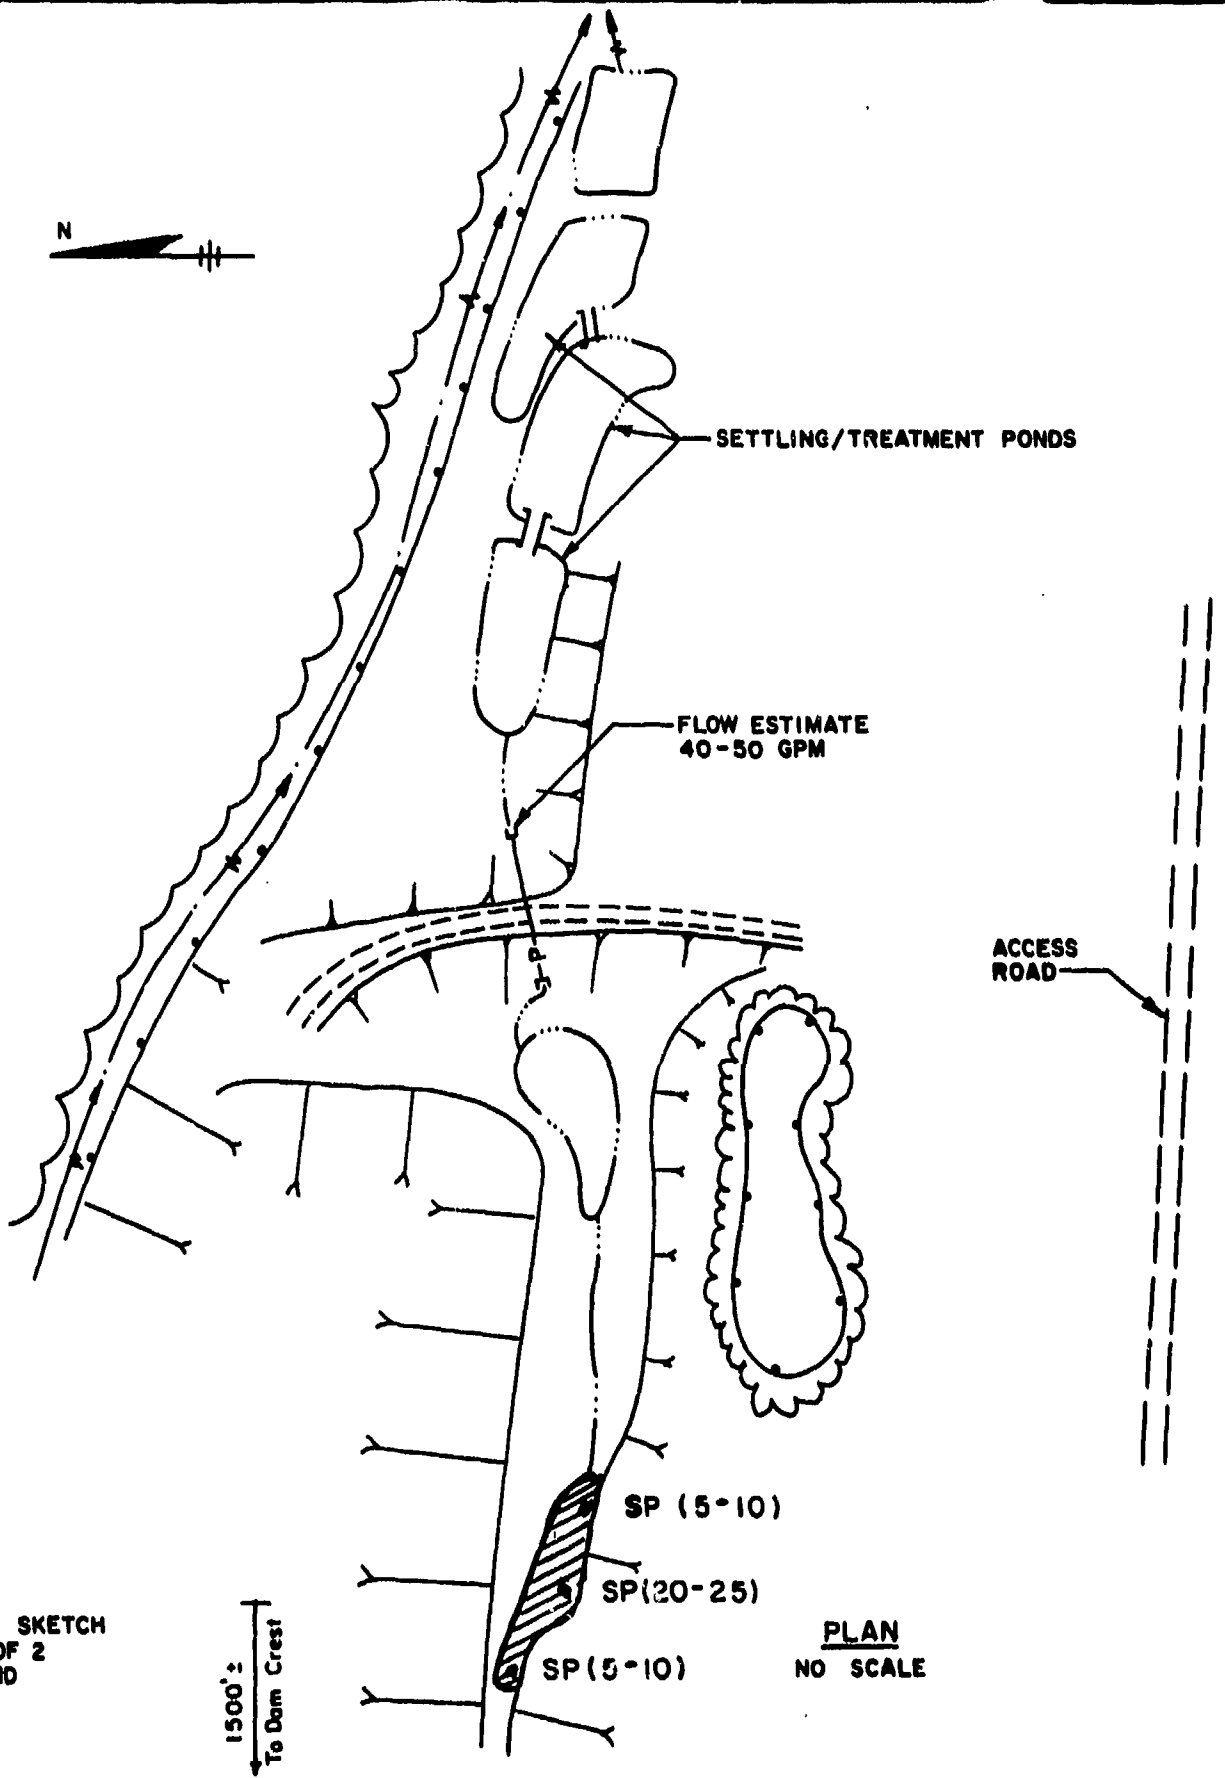 N
SETTLING/TREATMENT PONDS
FLOW ESTIMATE
40-50 GPM
P
ACCESS
ROAD
SP (5-10)
SP(20-25)
SP(5-10)
SKETCH
OF 2
PLAN
NO SCALE
1500'±
To Dam Crest